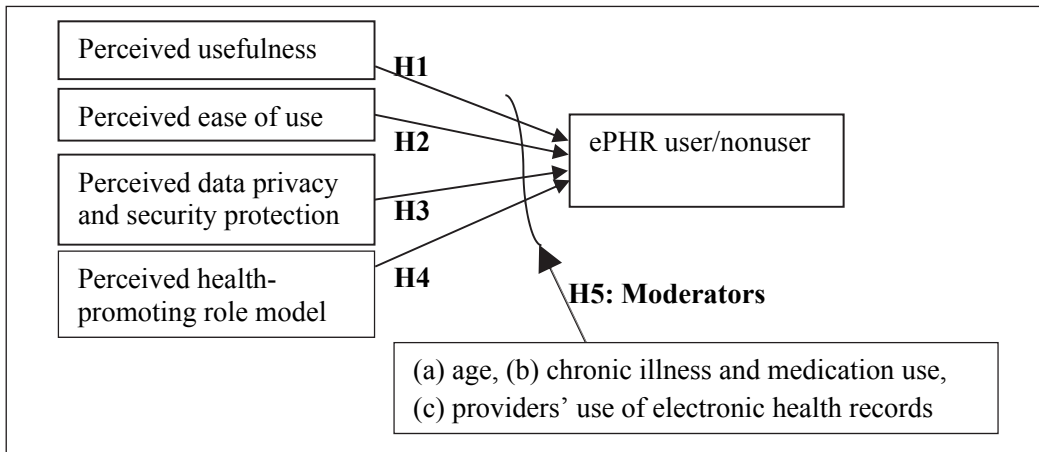 Perceived usefulness
H1
Perceived ease of use
H2
ePHR user/nonuser
Perceived data privacy
and security protection
H3
Perceived health-
promoting role model
H4
H5: Moderators
(a) age, (b) chronic illness and medication use,
(c) providers’ use of electronic health records